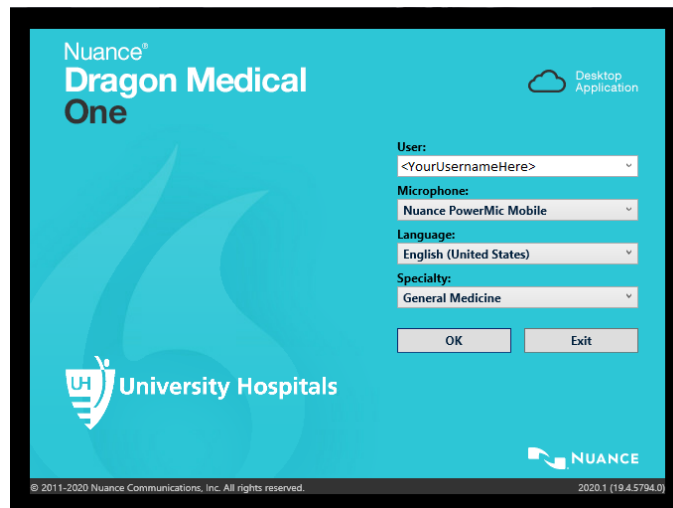 Nuance®
Dragon Medical
One
Desktop
Application
User:
<YourUsernameHere>
Microphone:
Nuance PowerMic Mobile
Language:
English (United States)
Specialty:
General Medicine
OK Exit
UH University Hospitals
NUANCE
© 2011-2020 Nuance Communications, Inc. All rights reserved. 2020.1 (19.4.5794.0)